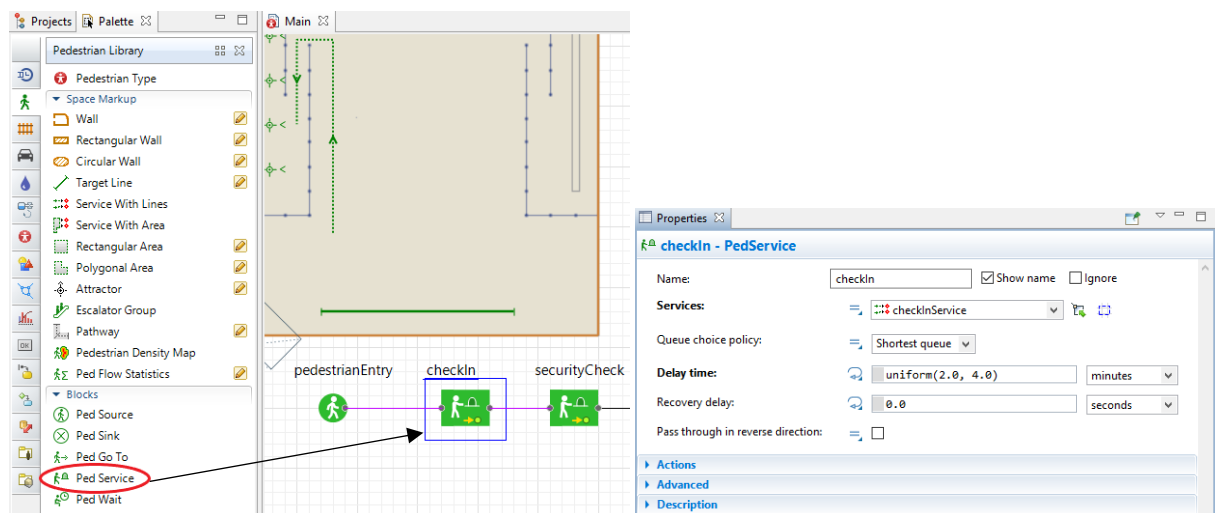 Projects Palette
Main
Pedestrian Library
Pedestrian Type
Space Markup
Wall
Rectangular Wall
Circular Wall
Target Line
Service With Lines
Service With Area
Rectangular Area
Polygonal Area
Attractor
Escalator Group
Pathway
Pedestrian Density Map
Ped Flow Statistics
Blocks
Ped Source
Ped Sink
Ped Go To
Ped Service
Ped Wait
OK
pedestrianEntry checkIn securityCheck
Properties
checkIn - PedService
Name: checkIn Show name Ignore
Services: checkInService
Queue choice policy: Shortest queue
Delay time: uniform(2.0, 4.0) minutes
Recovery delay: 0.0 seconds
Pass through in reverse direction:
Actions
Advanced
Description